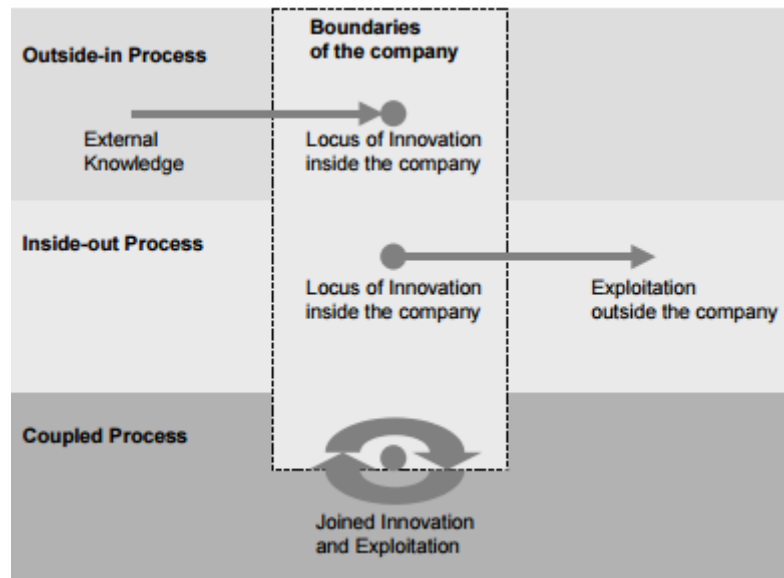 Boundaries
of the company
Outside-in Process
External
Knowledge
Locus of Innovation
inside the company
Inside-out Process
Locus of Innovation
inside the company
Exploitation
outside the company
Coupled Process
Joined Innovation
and Exploitation